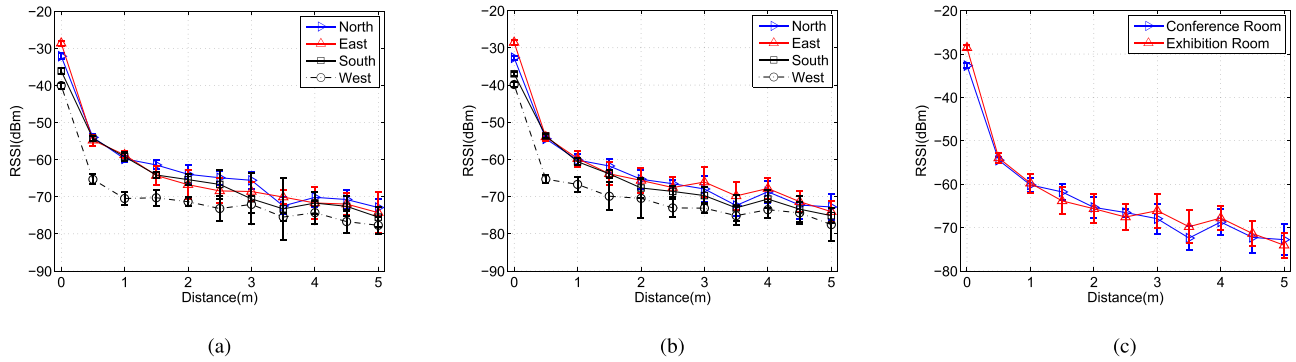 −20
−30
−40
−50
−60
−70
−80
−90
RSSI(dBm)
0 1 2 3 4 5
Distance(m)
North
East
South
West
(a)
−20
−30
−40
−50
−60
−70
−80
−90
RSSI(dBm)
0 1 2 3 4 5
Distance(m)
North
East
South
West
(b)
−20
−30
−40
−50
−60
−70
−80
RSSI(dBm)
0 1 2 3 4 5
Distance(m)
Conference Room
Exhibition Room
(c)